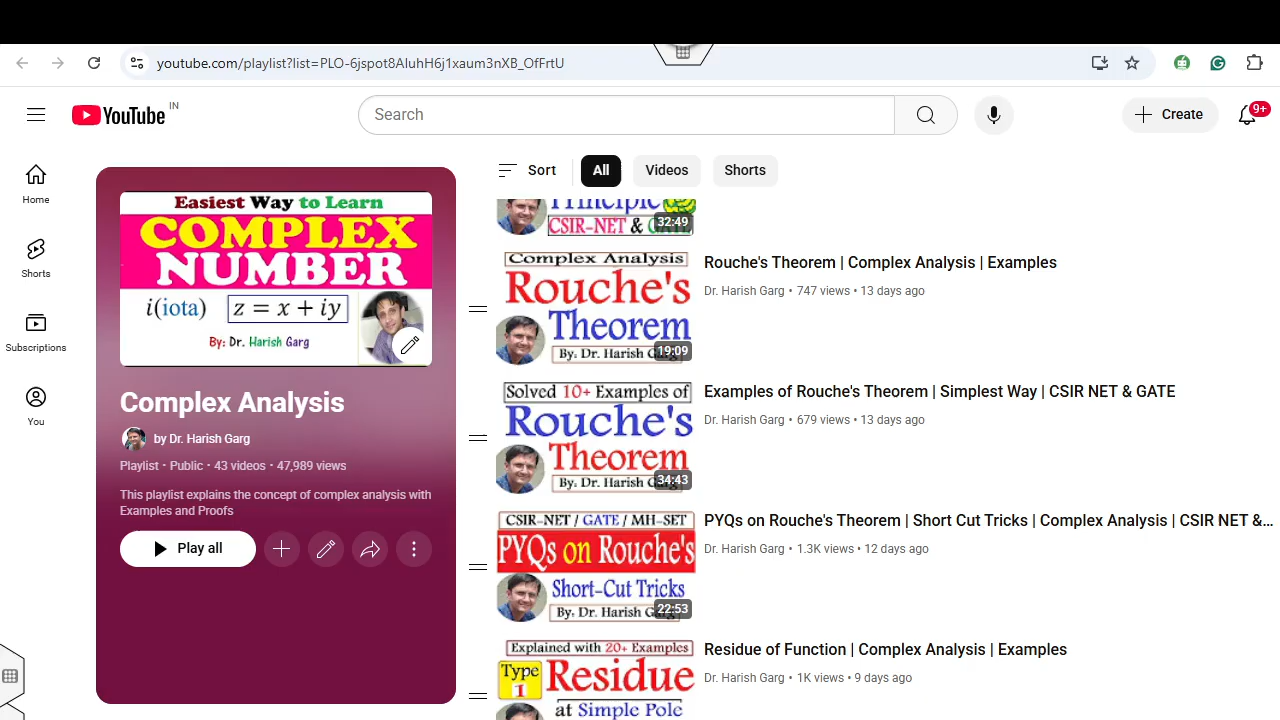 youtube.com/playlist?list=PLO-6jspot8AluhH6j1xaum3nXB_OfFrtU
YouTube IN
Search
Create
9+
Home
Shorts
Subscriptions
You
Easiest Way to Learn
COMPLEX
NUMBER
i(iota) z = x + iy
By: Dr. Harish Garg
Complex Analysis
by Dr. Harish Garg
Playlist • Public • 43 videos • 47,989 views
This playlist explains the concept of complex analysis with
Examples and Proofs
Play all
Sort
All
Videos
Shorts
Principle
CSIR-NET & GATE
32:49
Complex Analysis
Rouche's
Theorem
By: Dr. Harish Garg
19:09
Rouche's Theorem | Complex Analysis | Examples
Dr. Harish Garg • 747 views • 13 days ago
Solved 10+ Examples of
Rouche's
Theorem
By: Dr. Harish Garg
34:43
Examples of Rouche's Theorem | Simplest Way | CSIR NET & GATE
Dr. Harish Garg • 679 views • 13 days ago
CSIR-NET / GATE / MH-SET
PYQs on Rouche's
Short-Cut Tricks
By: Dr. Harish Garg
22:53
PYQs on Rouche's Theorem | Short Cut Tricks | Complex Analysis | CSIR NET &...
Dr. Harish Garg • 1.3K views • 12 days ago
Explained with 20+ Examples
Type
1
Residue
at Simple Pole
Residue of Function | Complex Analysis | Examples
Dr. Harish Garg • 1K views • 9 days ago